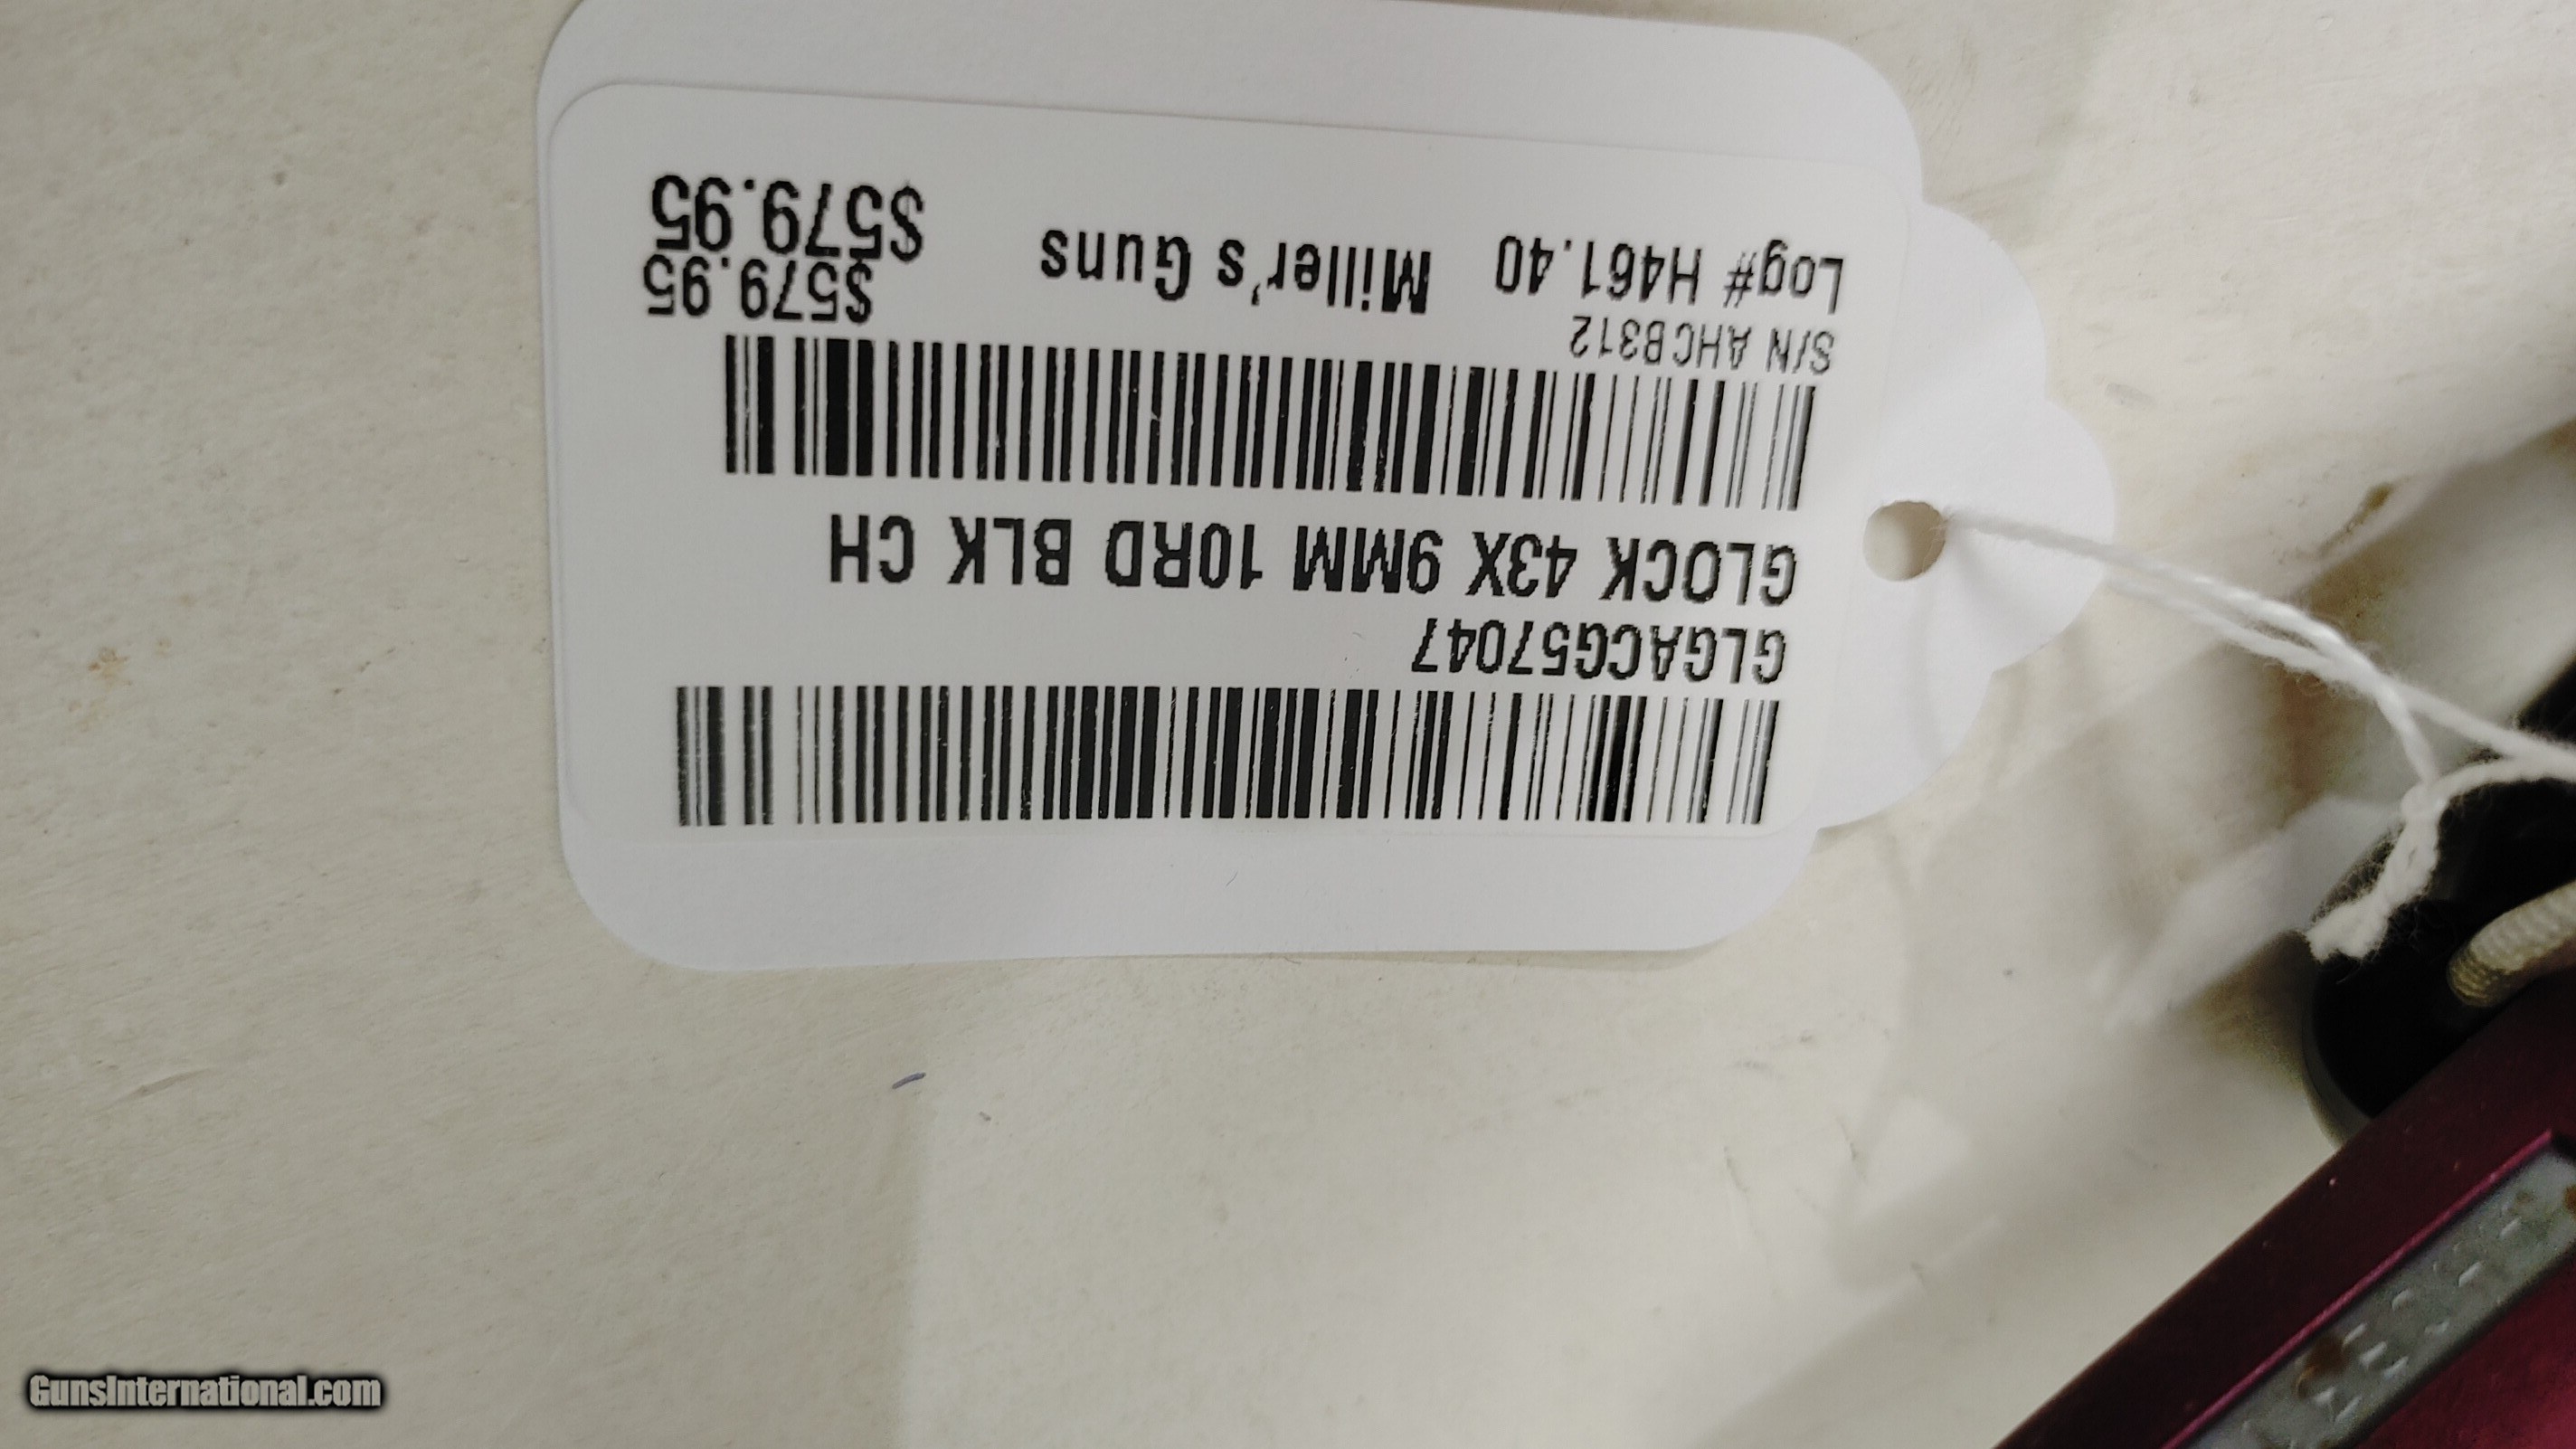 GLGACG57047
GLOCK 43X 9MM 10RD BLK CH
S/N AHCB312
$579.95
Log# H461.40 Miller's Guns $579.95
GunsInternational.com